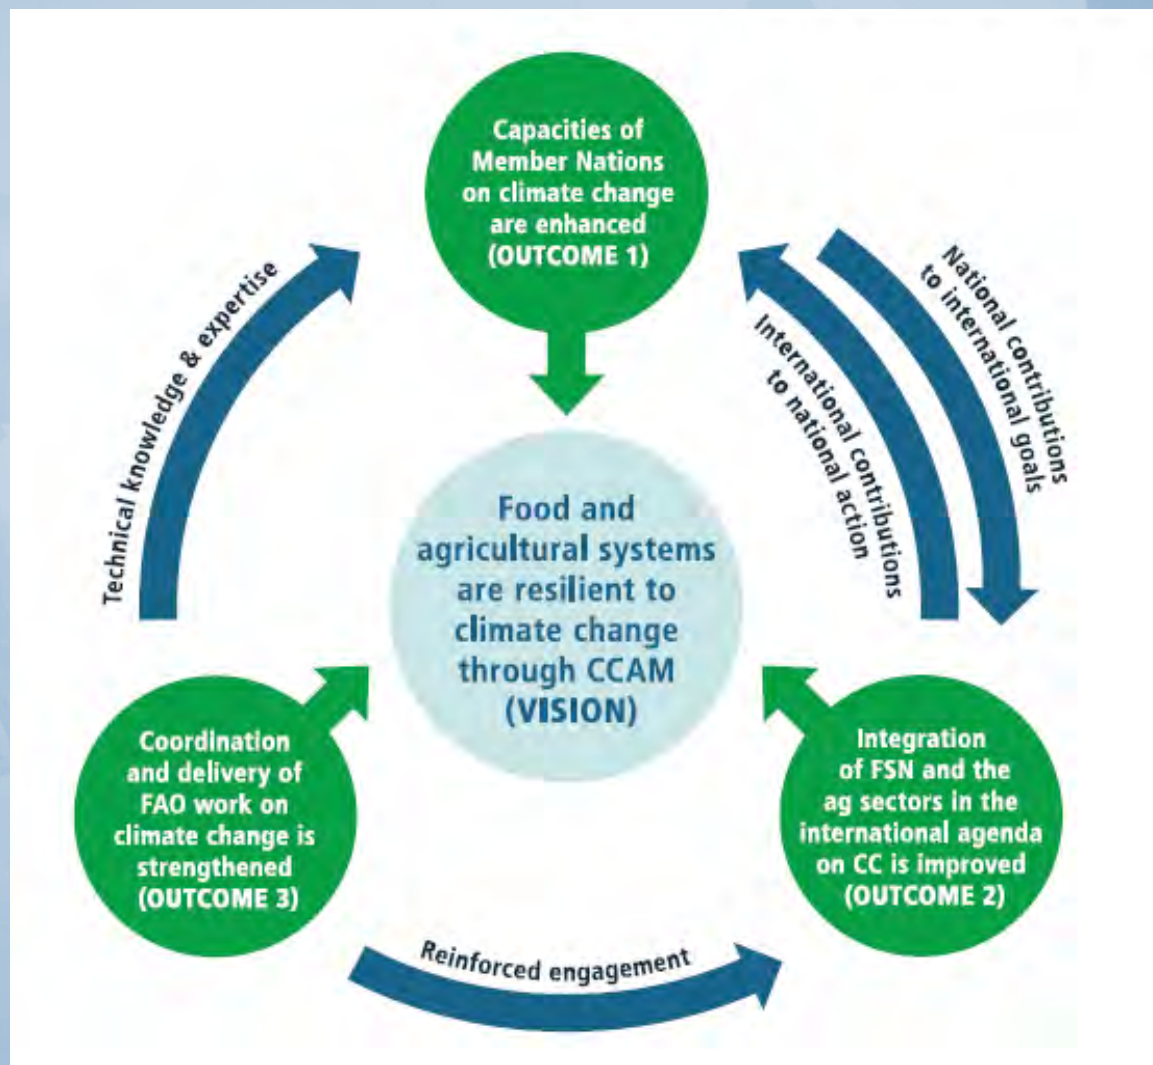 Capacities of
Member Nations
on climate change
are enhanced
(OUTCOME 1)
Technical knowledge & expertise
National contributions
to international goals
International contributions
to national action
Food and
agricultural systems
are resilient to
climate change
through CCAM
(VISION)
Coordination
and delivery of
FAO work on
climate change is
strengthened
(OUTCOME 3)
Integration
of FSN and the
ag sectors in the
international agenda
on CC is improved
(OUTCOME 2)
Reinforced engagement